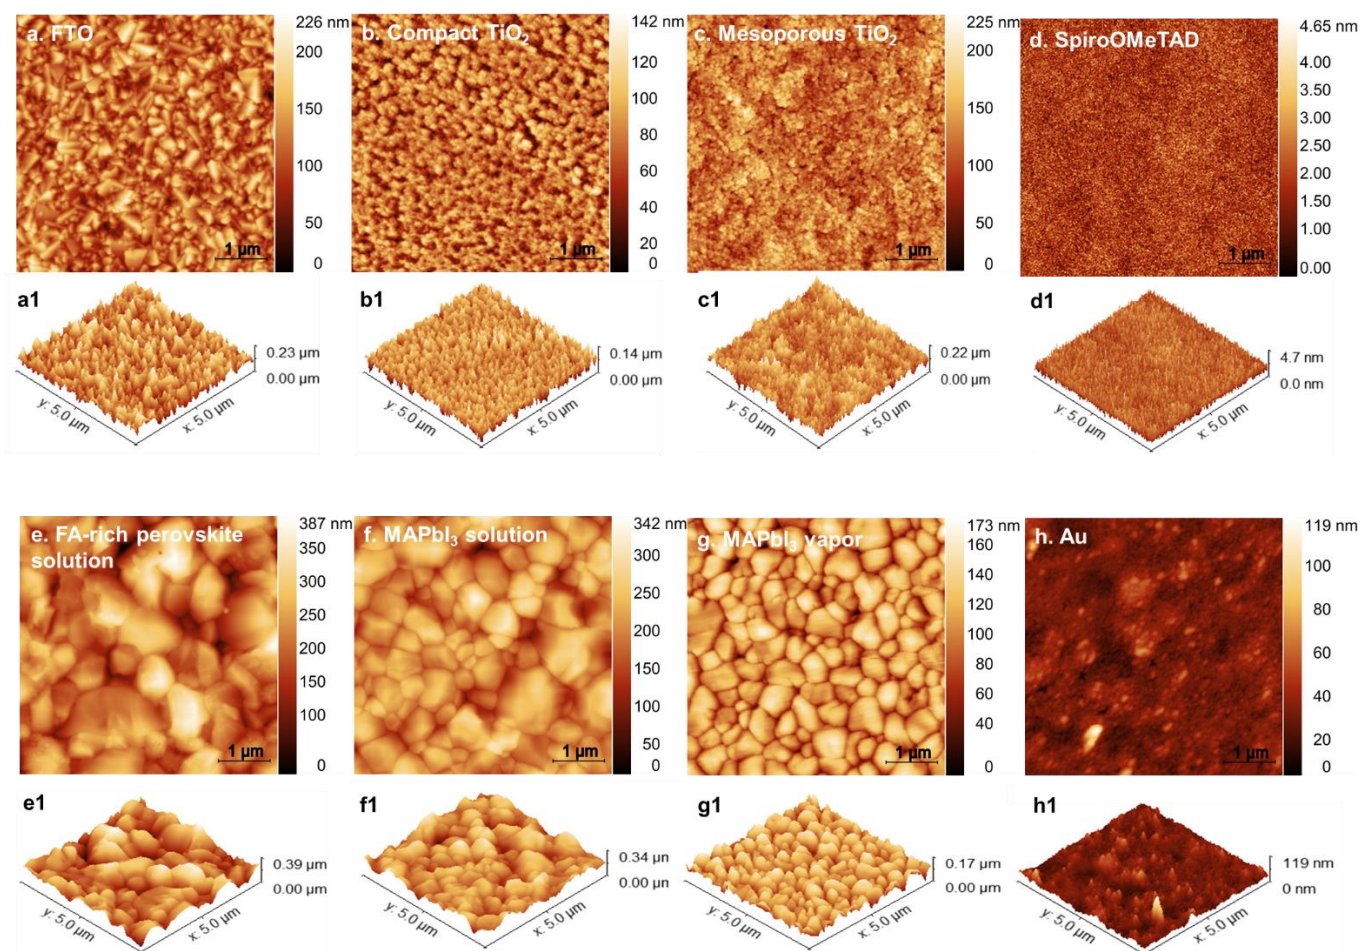 a. FTO
226 nm
200
150
100
50
0
1 µm
b. Compact TiO₂
142 nm
120
100
80
60
40
20
0
1 µm
c. Mesoporous TiO₂
225 nm
200
150
100
50
0
1 µm
d. SpiroOMeTAD
4.65 nm
4.00
3.50
3.00
2.50
2.00
1.50
1.00
0.00
1 µm
a1
0.23 µm
0.00 µm
y: 5.0 µm
x: 5.0 µm
b1
0.14 µm
0.00 µm
y: 5.0 µm
x: 5.0 µm
c1
0.22 µm
0.00 µm
y: 5.0 µm
x: 5.0 µm
d1
4.7 nm
0.0 nm
y: 5.0 µm
x: 5.0 µm
e. FA-rich perovskite
solution
387 nm
350
300
250
200
150
100
0
1 µm
f. MAPbI₃ solution
342 nm
300
250
200
150
100
50
0
1 µm
g. MAPbI₃ vapor
173 nm
160
140
120
100
80
60
40
0
1 µm
h. Au
119 nm
100
80
60
40
20
0
1 µm
e1
0.39 µm
0.00 µm
y: 5.0 µm
x: 5.0 µm
f1
0.34 µn
0.00 µn
y: 5.0 µm
x: 5.0 µm
g1
0.17 µm
0.00 µm
y: 5.0 µm
x: 5.0 µm
h1
119 nm
0 nm
y: 5.0 µm
x: 5.0 µm